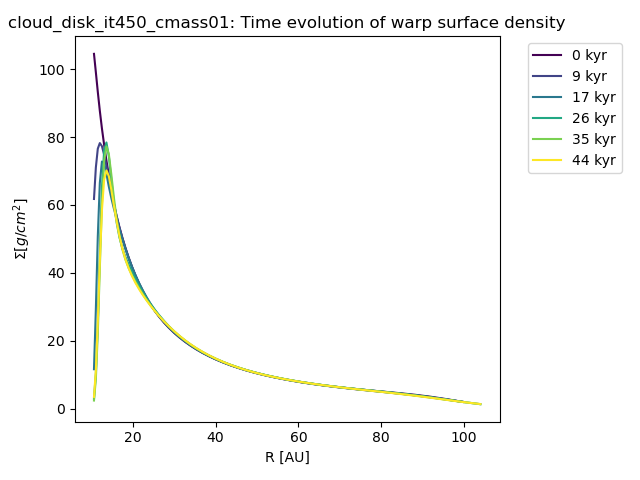 cloud_disk_it450_cmass01: Time evolution of warp surface density
0 kyr
9 kyr
17 kyr
26 kyr
35 kyr
44 kyr
Σ[g/cm²]
100
80
60
40
20
0
20 40 60 80 100
R [AU]